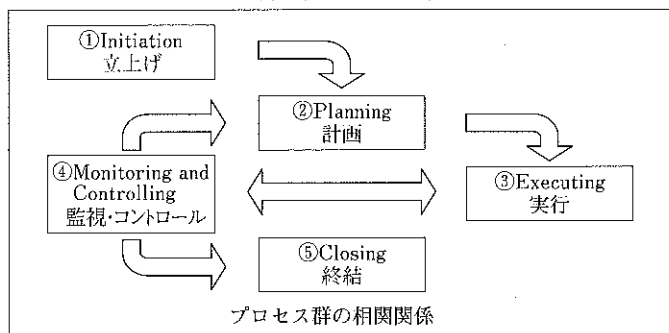 ①Initiation
立上げ
②Planning
計画
④Monitoring and
Controlling
監視・コントロール
③Executing
実行
⑤Closing
終結
プロセス群の相関関係